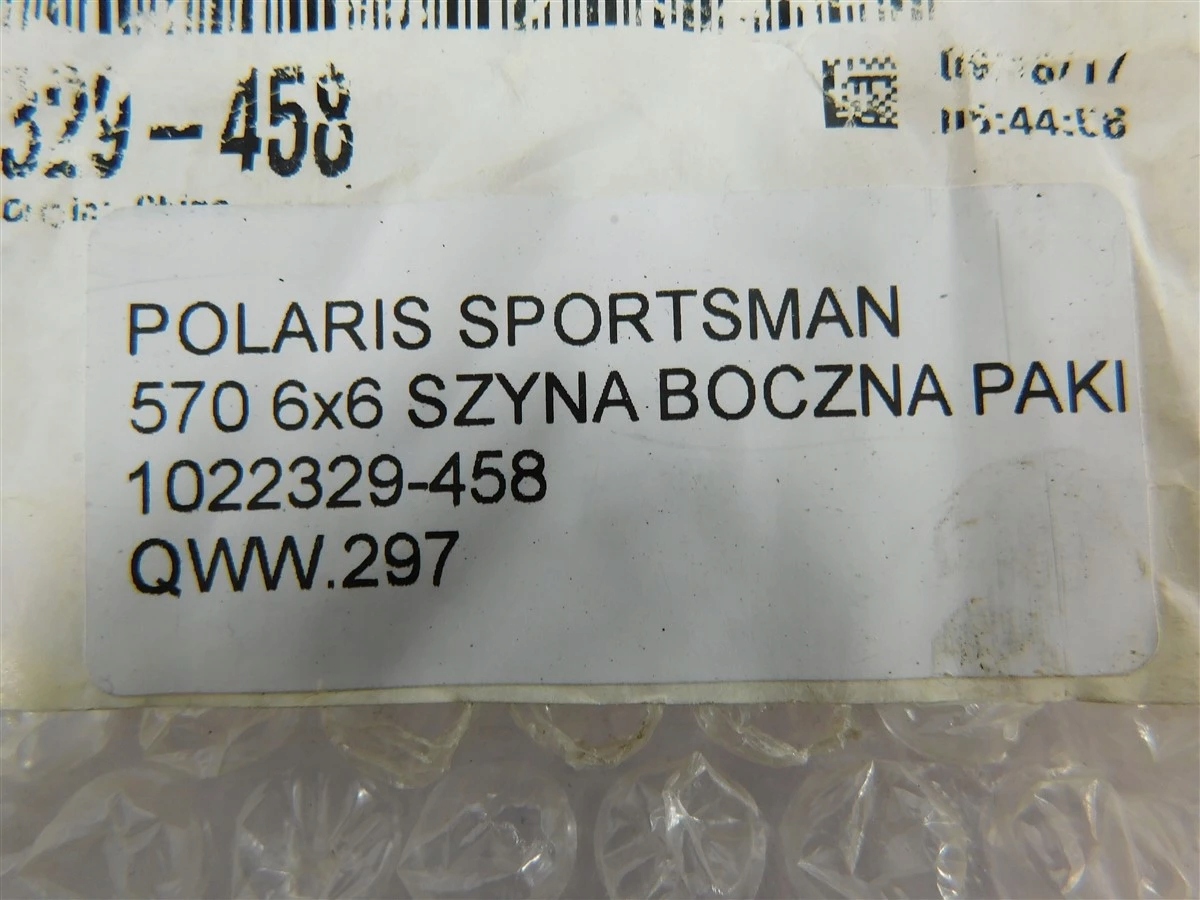 329-458
POLARIS SPORTSMAN
570 6x6 SZYNA BOCZNA PAKI
1022329-458
QWW.297